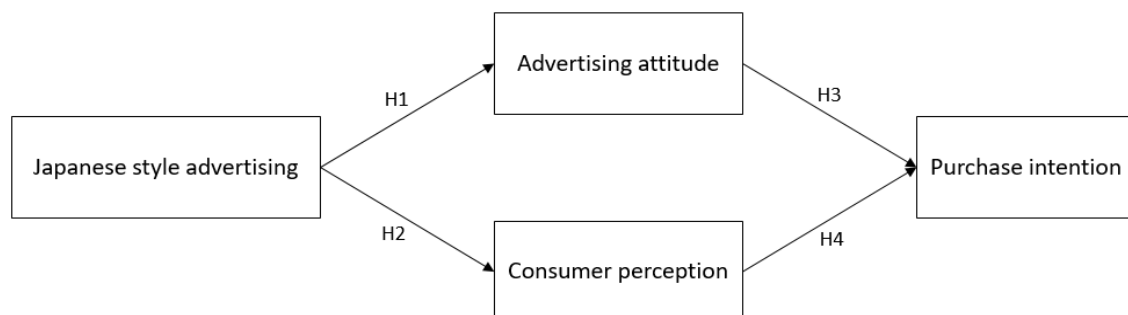 Advertising attitude
H1
H3
Japanese style advertising
Purchase intention
H2
H4
Consumer perception